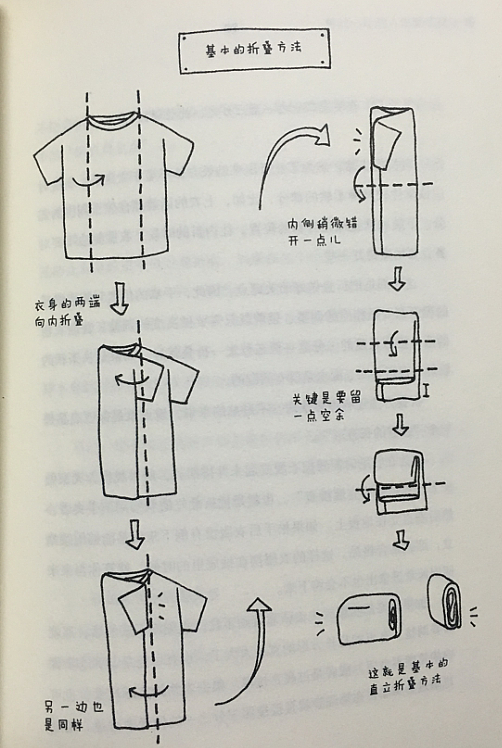 基本的折叠方法
衣身的两端
向内折叠
另一边也
是同样
内侧稍微错
开一点儿
关键是要留
一点空余
这就是基本的
直立折叠方法